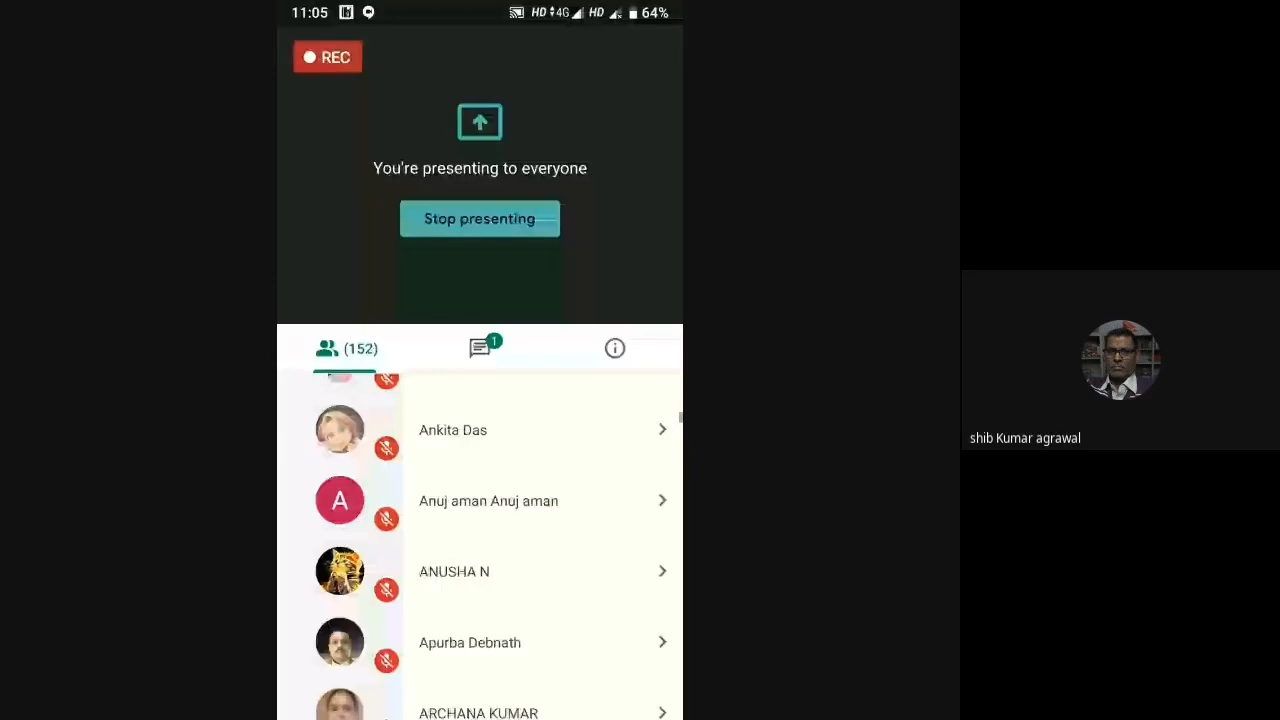 11:05 HD 4G HD 64%
REC
You're presenting to everyone
Stop presenting
(152) 1
Ankita Das
A Anuj aman Anuj aman
ANUSHA N
Apurba Debnath
ARCHANA KUMAR
shib Kumar agrawal